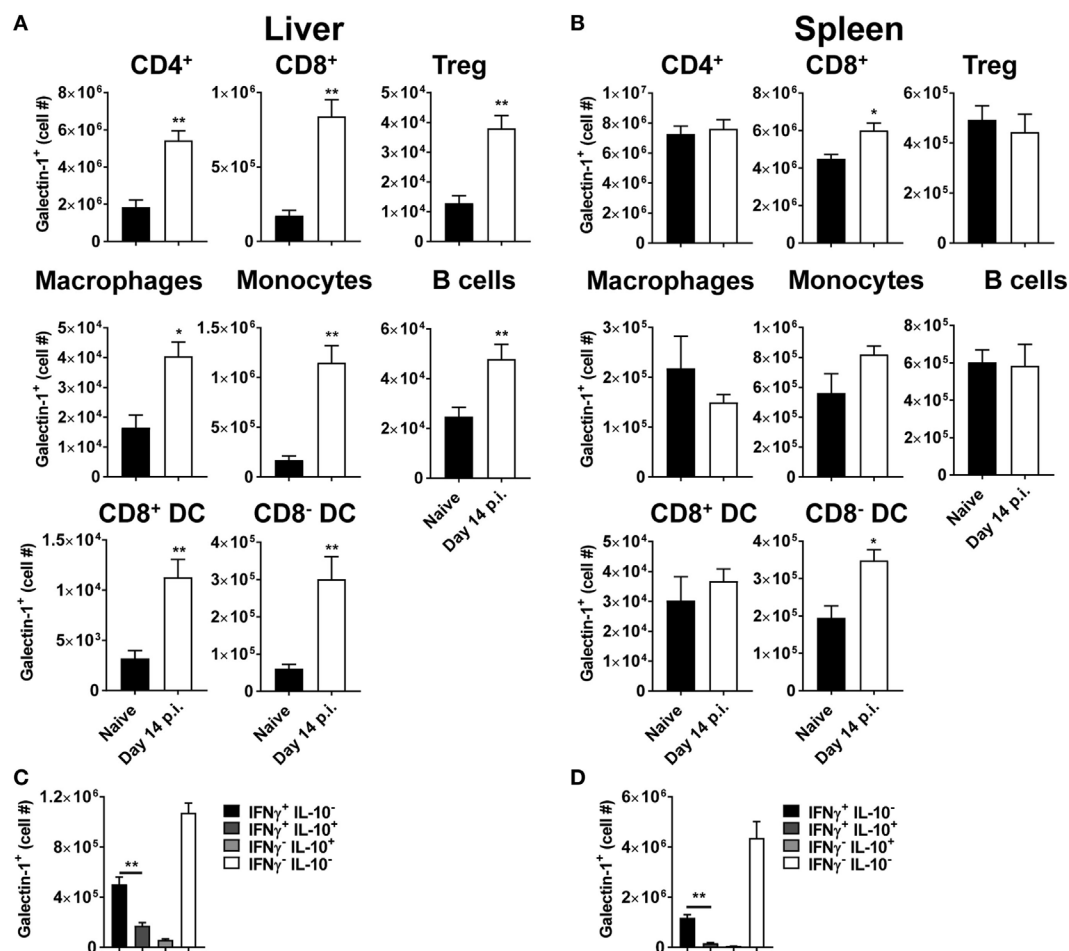 A Liver
CD4⁺ CD8⁺ Treg
Galectin-1⁺ (cell #)
8×10⁶
6×10⁶
4×10⁶
2×10⁶
0
**
1×10⁶
5×10⁵
0
**
5×10⁴
4×10⁴
3×10⁴
2×10⁴
1×10⁴
0
**
Macrophages Monocytes B cells
Galectin-1⁺ (cell #)
5×10⁴
4×10⁴
3×10⁴
2×10⁴
1×10⁴
0
*
1.5×10⁶
1×10⁶
5×10⁵
0
**
6×10⁴
4×10⁴
2×10⁴
0
**
Naive
Day 14 p.i.
CD8⁺ DC CD8⁻ DC
Galectin-1⁺ (cell #)
1.5×10⁴
1×10⁴
5×10³
0
**
4×10⁵
3×10⁵
2×10⁵
1×10⁵
0
**
Naive
Day 14 p.i.
Naive
Day 14 p.i.
B Spleen
CD4⁺ CD8⁺ Treg
Galectin-1⁺ (cell #)
1×10⁷
8×10⁶
6×10⁶
4×10⁶
2×10⁶
0
8×10⁶
6×10⁶
4×10⁶
2×10⁶
0
*
6×10⁵
4×10⁵
2×10⁵
0
Macrophages Monocytes B cells
Galectin-1⁺ (cell #)
3×10⁵
2×10⁵
1×10⁵
0
1×10⁶
8×10⁵
6×10⁵
4×10⁵
2×10⁵
0
8×10⁵
6×10⁵
4×10⁵
2×10⁵
0
Naive
Day 14 p.i.
CD8⁺ DC CD8⁻ DC
Galectin-1⁺ (cell #)
5×10⁴
4×10⁴
3×10⁴
2×10⁴
1×10⁴
0
4×10⁵
3×10⁵
2×10⁵
1×10⁵
0
*
Naive
Day 14 p.i.
Naive
Day 14 p.i.
C
Galectin-1⁺ (cell #)
1.2×10⁶
8×10⁵
4×10⁵
0
**
IFNγ⁺ IL-10⁻
IFNγ⁺ IL-10⁺
IFNγ⁻ IL-10⁺
IFNγ⁻ IL-10⁻
D
Galectin-1⁺ (cell #)
6×10⁶
4×10⁶
2×10⁶
0
**
IFNγ⁺ IL-10⁻
IFNγ⁺ IL-10⁺
IFNγ⁻ IL-10⁺
IFNγ⁻ IL-10⁻